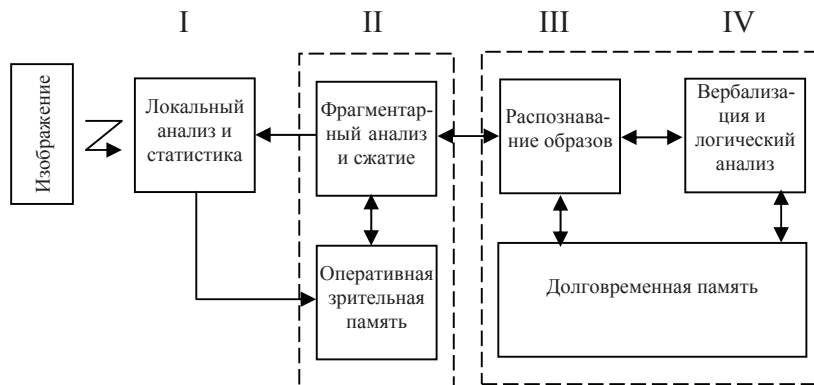 I
II
III
IV
Изображение
Локальный
анализ и
статистика
Фрагментар-
ный анализ
и сжатие
Распознава-
ние образов
Вербализа-
ция и
логический
анализ
Оперативная
зрительная
память
Долговременная память